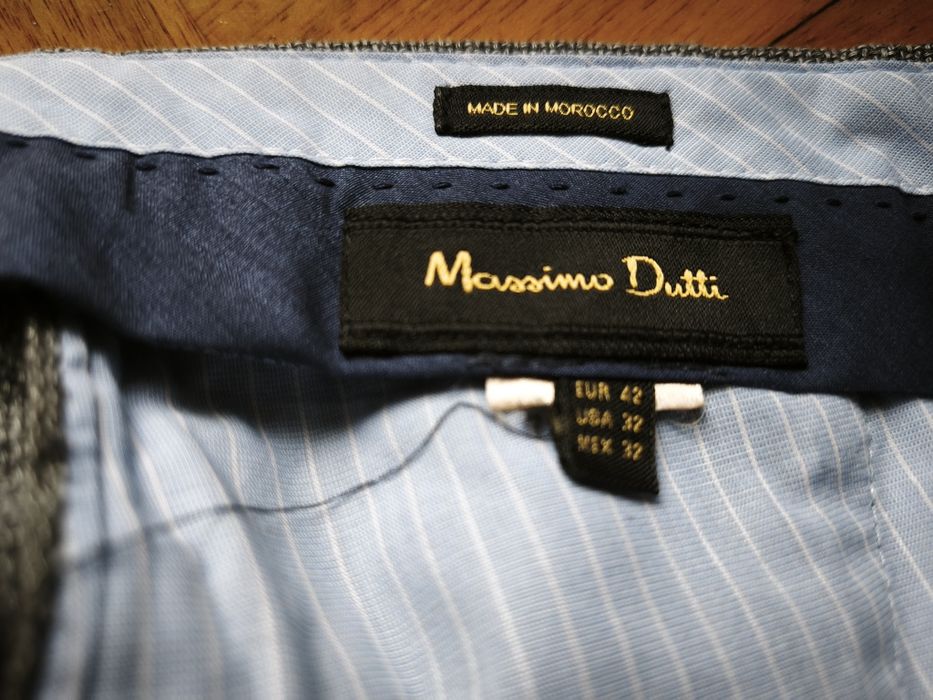 MADE IN MOROCCO
Massimo Dutti
EUR 42
USA 32
MEX 32